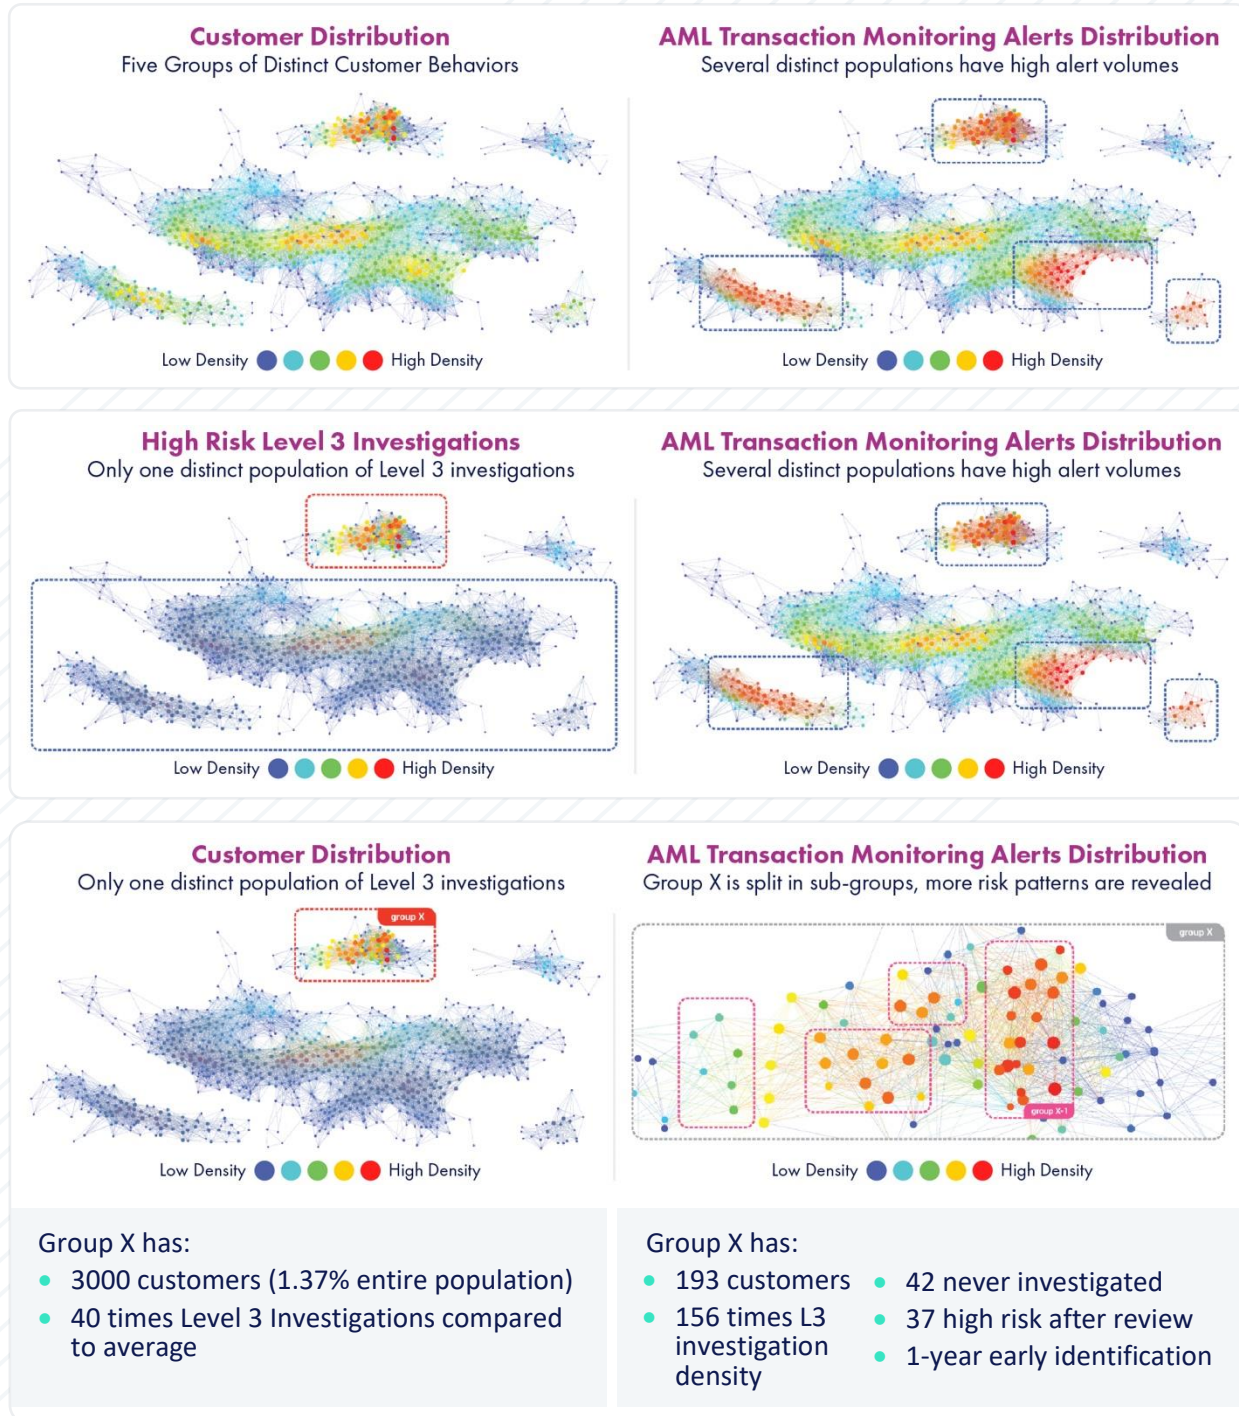 Customer Distribution
Five Groups of Distinct Customer Behaviors
Low Density
High Density
AML Transaction Monitoring Alerts Distribution
Several distinct populations have high alert volumes
Low Density
High Density
High Risk Level 3 Investigations
Only one distinct population of Level 3 investigations
Low Density
High Density
AML Transaction Monitoring Alerts Distribution
Several distinct populations have high alert volumes
Low Density
High Density
Customer Distribution
Only one distinct population of Level 3 investigations
group X
Low Density
High Density
AML Transaction Monitoring Alerts Distribution
Group X is split in sub-groups, more risk patterns are revealed
group X
group X-1
Low Density
High Density
Group X has:
• 3000 customers (1.37% entire population)
• 40 times Level 3 Investigations compared
to average
Group X has:
• 193 customers
• 156 times L3
investigation
density
• 42 never investigated
• 37 high risk after review
• 1-year early identification